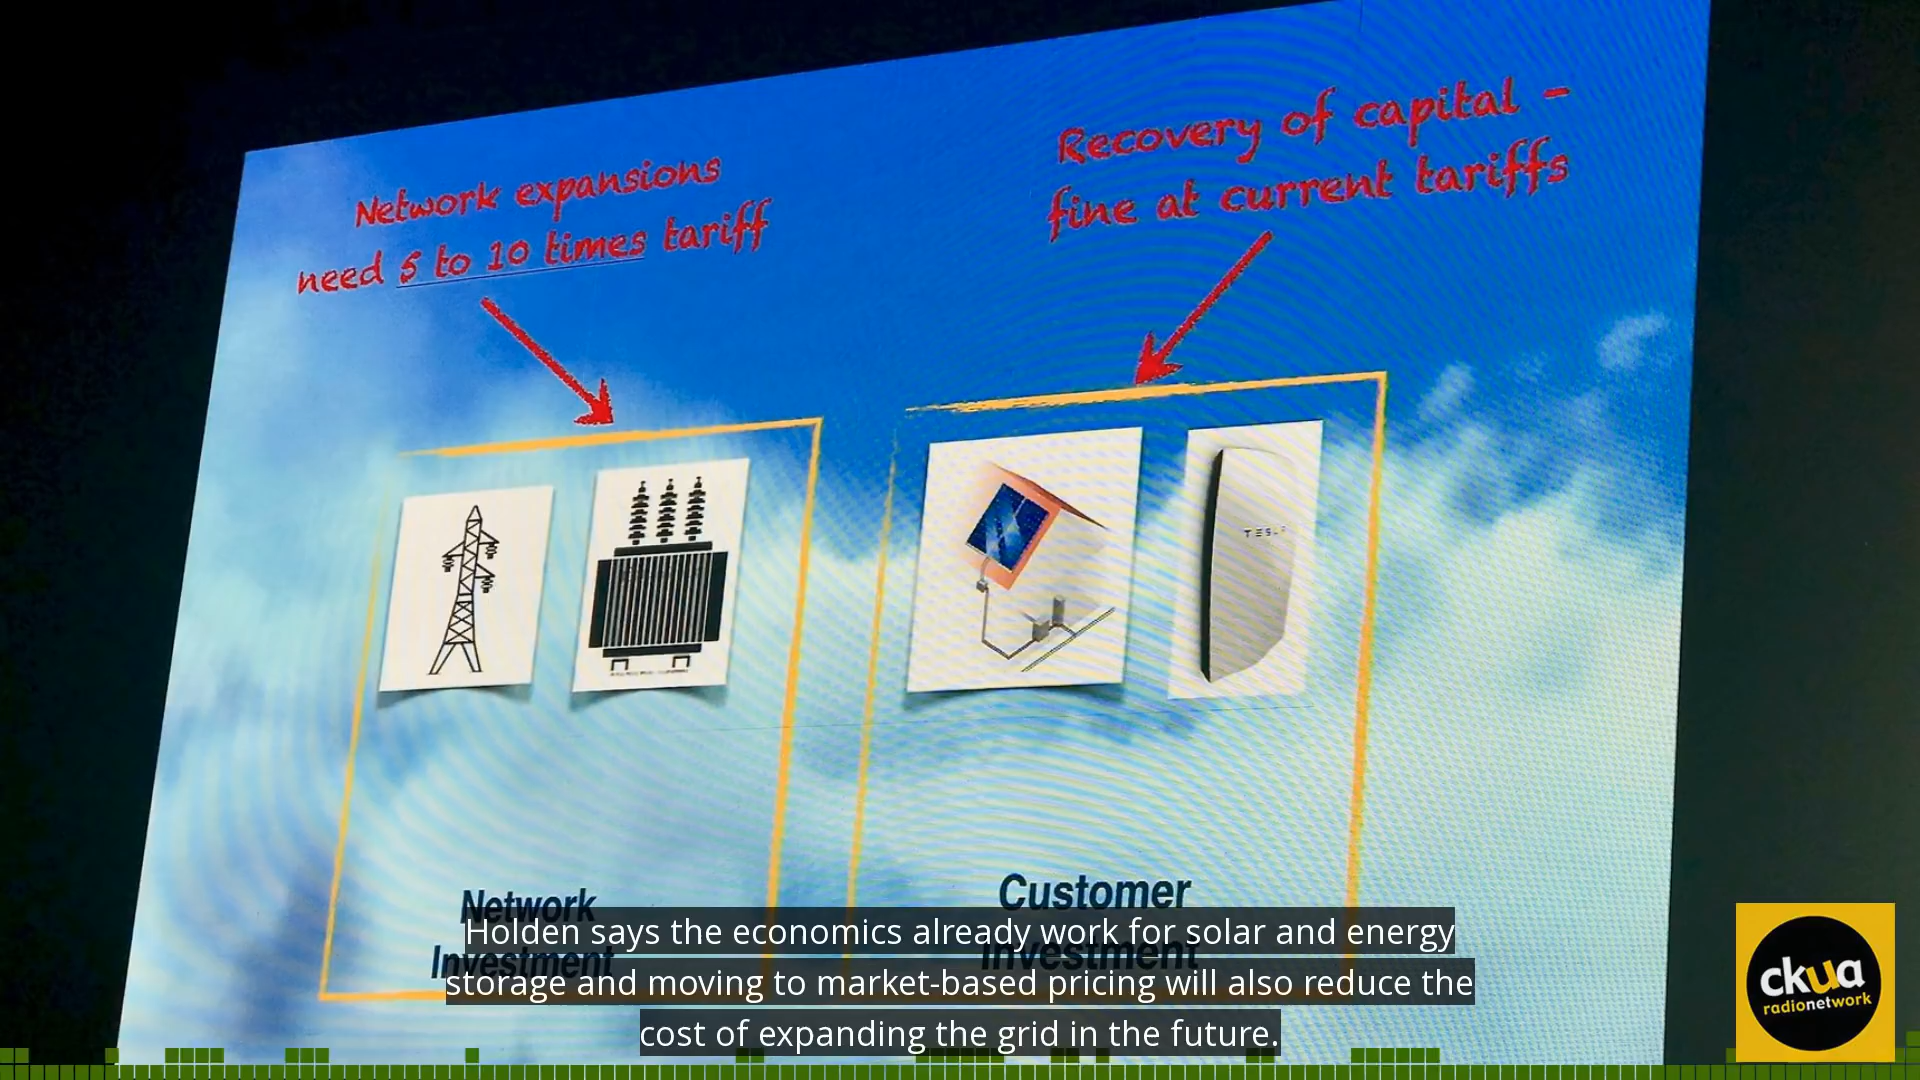 Network expansions
need 5 to 10 times tariff
Recovery of capital –
fine at current tariffs
TESLA
Network
Investment
Customer
Investment
Holden says the economics already work for solar and energy
storage and moving to market-based pricing will also reduce the
cost of expanding the grid in the future.
ckua
radionetwork